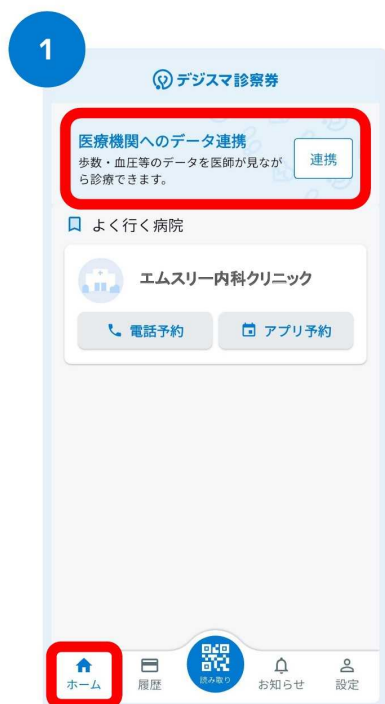 1
デジスマ診察券
医療機関へのデータ連携
歩数・血圧等のデータを医師が見なが
ら診療できます。
連携
よく行く病院
エムスリー内科クリニック
電話予約
アプリ予約
ホーム
履歴
読み取り
お知らせ
設定